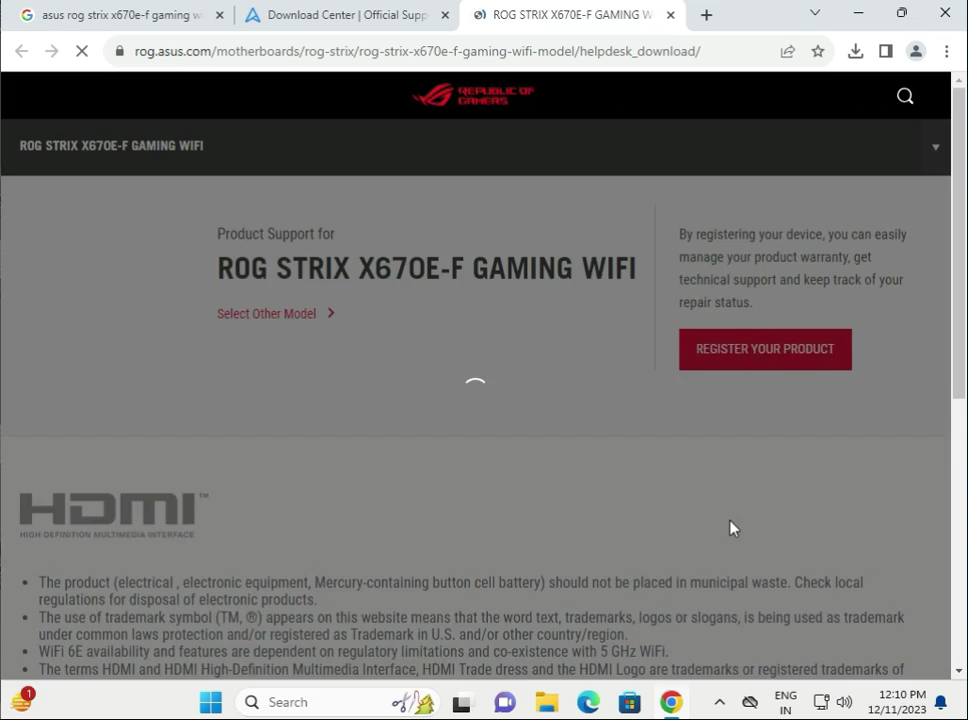 asus rog strix x670e-f gaming w
Download Center | Official Supp
ROG STRIX X670E-F GAMING W
rog.asus.com/motherboards/rog-strix/rog-strix-x670e-f-gaming-wifi-model/helpdesk_download/
REPUBLIC OF
GAMERS
ROG STRIX X670E-F GAMING WIFI
Product Support for
ROG STRIX X670E-F GAMING WIFI
Select Other Model
By registering your device, you can easily
manage your product warranty, get
technical support and keep track of your
repair status.
REGISTER YOUR PRODUCT
HDMI™
HIGH-DEFINITION MULTIMEDIA INTERFACE
• The product (electrical , electronic equipment, Mercury-containing button cell battery) should not be placed in municipal waste. Check local
regulations for disposal of electronic products.
• The use of trademark symbol (TM, ®) appears on this website means that the word text, trademarks, logos or slogans, is being used as trademark
under common laws protection and/or registered as Trademark in U.S. and/or other country/region.
• WiFi 6E availability and features are dependent on regulatory limitations and co-existence with 5 GHz WiFi.
• The terms HDMI and HDMI High-Definition Multimedia Interface, HDMI Trade dress and the HDMI Logo are trademarks or registered trademarks of
1
Search
ENG
IN
12:10 PM
12/11/2023